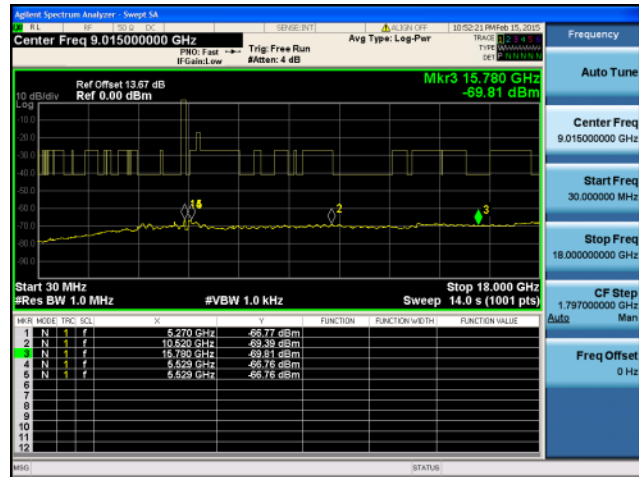 Agilent Spectrum Analyzer - Swept SA
RL RF 50 Ω DC SENSE:INT ALIGN OFF 10:52:21 PM Feb 15, 2015
Center Freq 9.015000000 GHz
PNO: Fast
IFGain:Low
Trig: Free Run
#Atten: 4 dB
Avg Type: Log-Pwr
TRACE 1 2 3 4 5 6
TYPE
DET P N N N N N
Ref Offset 13.67 dB
Mkr3 15.780 GHz
10 dB/div Ref 0.00 dBm
-69.81 dBm
Log
-10.0
-20.0
-30.0
-40.0
-50.0
-60.0
-70.0
-80.0
-90.0
2
3
Start 30 MHz
Stop 18.000 GHz
#Res BW 1.0 MHz #VBW 1.0 kHz Sweep 14.0 s (1001 pts)
MKR MODE TRC SCL X Y FUNCTION FUNCTION WIDTH FUNCTION VALUE
1 N 1 f 5.270 GHz -66.77 dBm
2 N 1 f 10.520 GHz -69.39 dBm
3 N 1 f 15.780 GHz -69.81 dBm
4 N 1 f 5.529 GHz -66.76 dBm
5 N 1 f 5.529 GHz -66.76 dBm
6
7
8
9
10
11
12
MSG STATUS
Frequency
Auto Tune
Center Freq
9.015000000 GHz
Start Freq
30.000000 MHz
Stop Freq
18.000000000 GHz
CF Step
1.797000000 GHz
Auto Man
Freq Offset
0 Hz